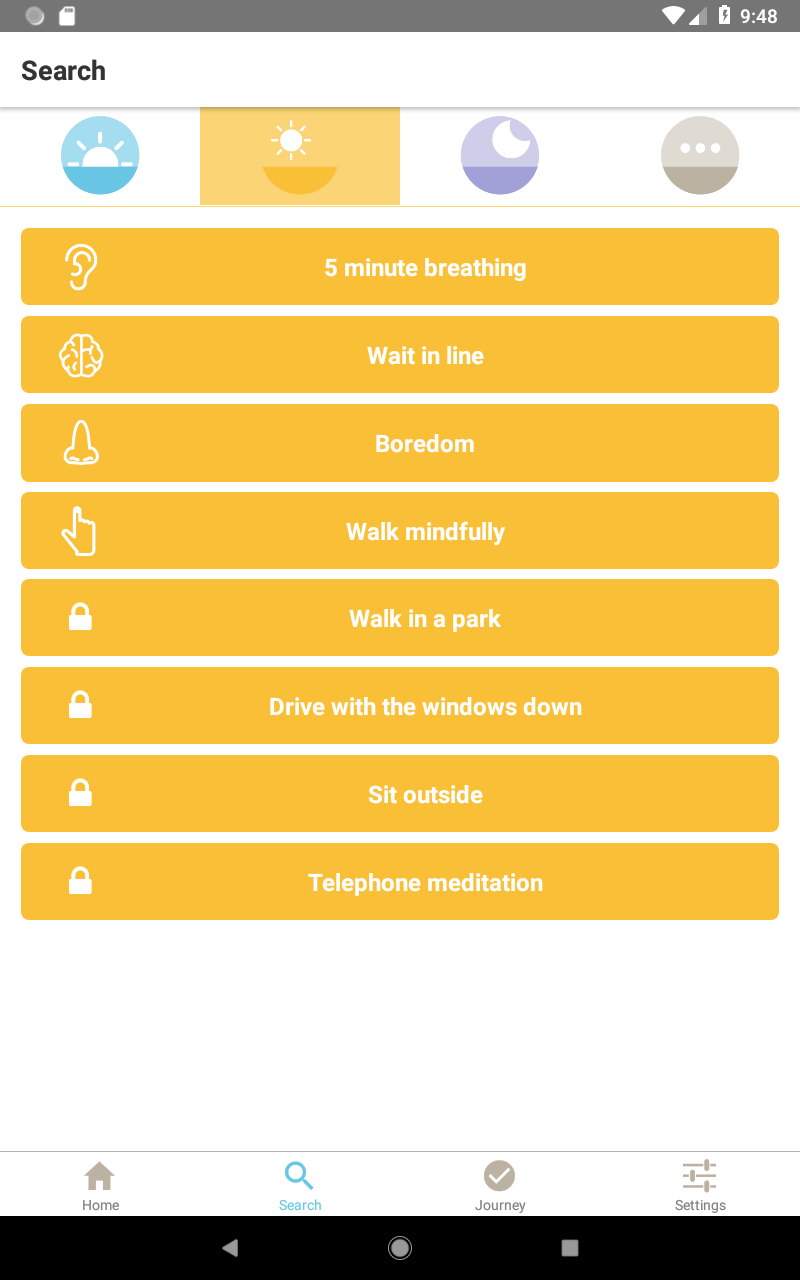 9:48
Search
5 minute breathing
Wait in line
Boredom
Walk mindfully
Walk in a park
Drive with the windows down
Sit outside
Telephone meditation
Home
Search
Journey
Settings